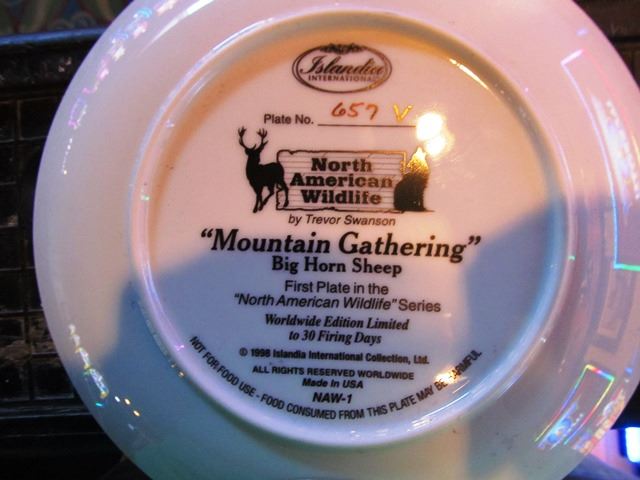 Islandia
INTERNATIONAL
Plate No. 657 V
North
American
Wildlife
by Trevor Swanson
"Mountain Gathering"
Big Horn Sheep
First Plate in the
"North American Wildlife" Series
Worldwide Edition Limited
to 30 Firing Days
© 1998 Islandia International Collection, Ltd.
ALL RIGHTS RESERVED WORLDWIDE
Made in USA
NAW-1
NOT FOR FOOD USE - FOOD CONSUMED FROM THIS PLATE MAY BE HARMFUL